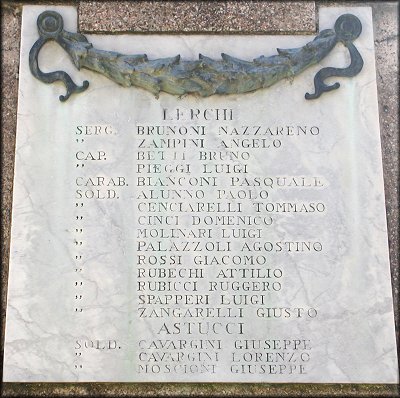 LERCHI
SERG. BRUNONI NAZZARENO
" ZAMPINI ANGELO
CAP. BETTI BRUNO
" PIEGGI LUIGI
CARAB. BIANCONI PASQUALE
SOLD. ALUNNO PAOLO
" CENCIARELLI TOMMASO
" CINCI DOMENICO
" MOLINARI LUIGI
" PALAZZOLI AGOSTINO
" ROSSI GIACOMO
" RUBECHI ATTILIO
" RUBICCI RUGGERO
" SPAPPERI LUIGI
" ZANGARELLI GIUSTO
ASTUCCI
SOLD. CAVARGINI GIUSEPPE
" CAVARGINI LORENZO
" MOSCIONI GIUSEPPE